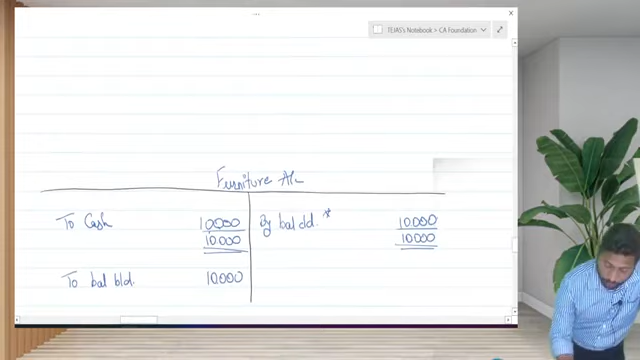 TEJAS's Notebook > CA Foundation
Furniture A/c
To Cash 10,000 By bal c/d. * 10,000
10,000 10,000
To bal b/d. 10,000